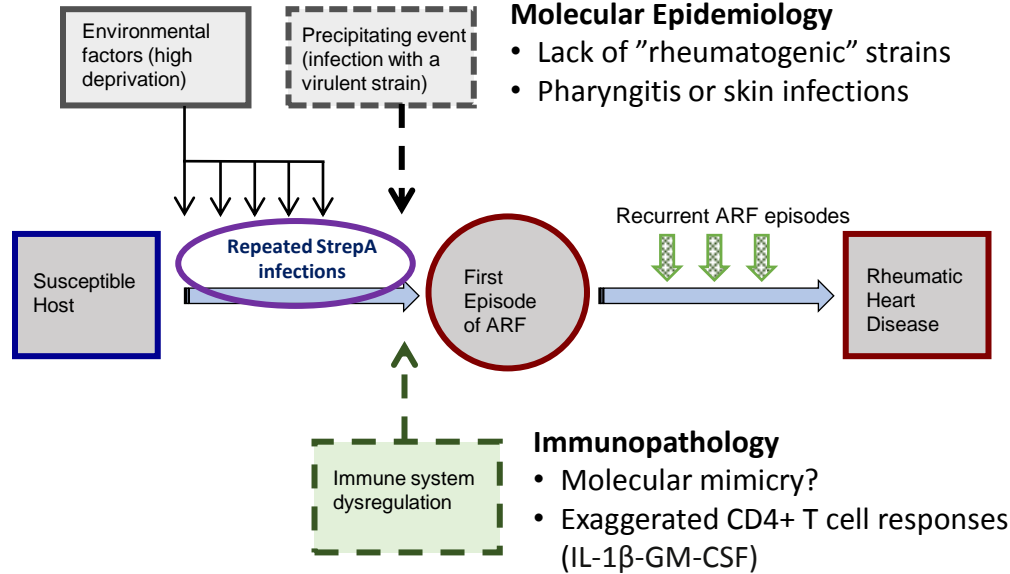 Environmental
factors (high
deprivation)
Precipitating event
(infection with a
virulent strain)
Molecular Epidemiology
• Lack of ”rheumatogenic” strains
• Pharyngitis or skin infections
Susceptible
Host
Repeated StrepA
infections
First
Episode
of ARF
Recurrent ARF episodes
Rheumatic
Heart
Disease
Immune system
dysregulation
Immunopathology
• Molecular mimicry?
• Exaggerated CD4+ T cell responses
(IL-1β-GM-CSF)